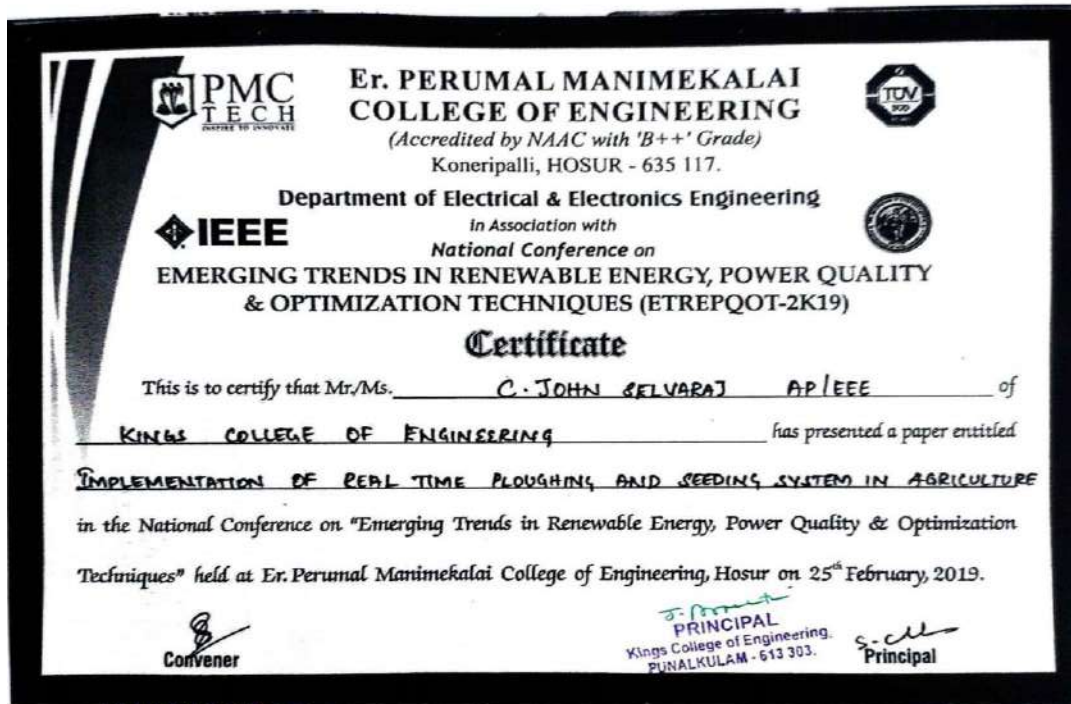 PMC
TECH
INSPIRE TO INNOVATE
Er. PERUMAL MANIMEKALAI
COLLEGE OF ENGINEERING
(Accredited by NAAC with 'B++' Grade)
Koneripalli, HOSUR - 635 117.
TÜV
Department of Electrical & Electronics Engineering
IEEE
in Association with
National Conference on
EMERGING TRENDS IN RENEWABLE ENERGY, POWER QUALITY
& OPTIMIZATION TECHNIQUES (ETREPQOT-2K19)
Certificate
This is to certify that Mr./Ms. C. JOHN SELVARAJ AP/EEE of
KINGS COLLEGE OF ENGINEERING has presented a paper entitled
IMPLEMENTATION OF REAL TIME PLOUGHING AND SEEDING SYSTEM IN AGRICULTURE
in the National Conference on "Emerging Trends in Renewable Energy, Power Quality & Optimization
Techniques" held at Er. Perumal Manimekalai College of Engineering, Hosur on 25th February, 2019.
PRINCIPAL
Kings College of Engineering.
PUNALKULAM - 613 303.
Convener
Principal